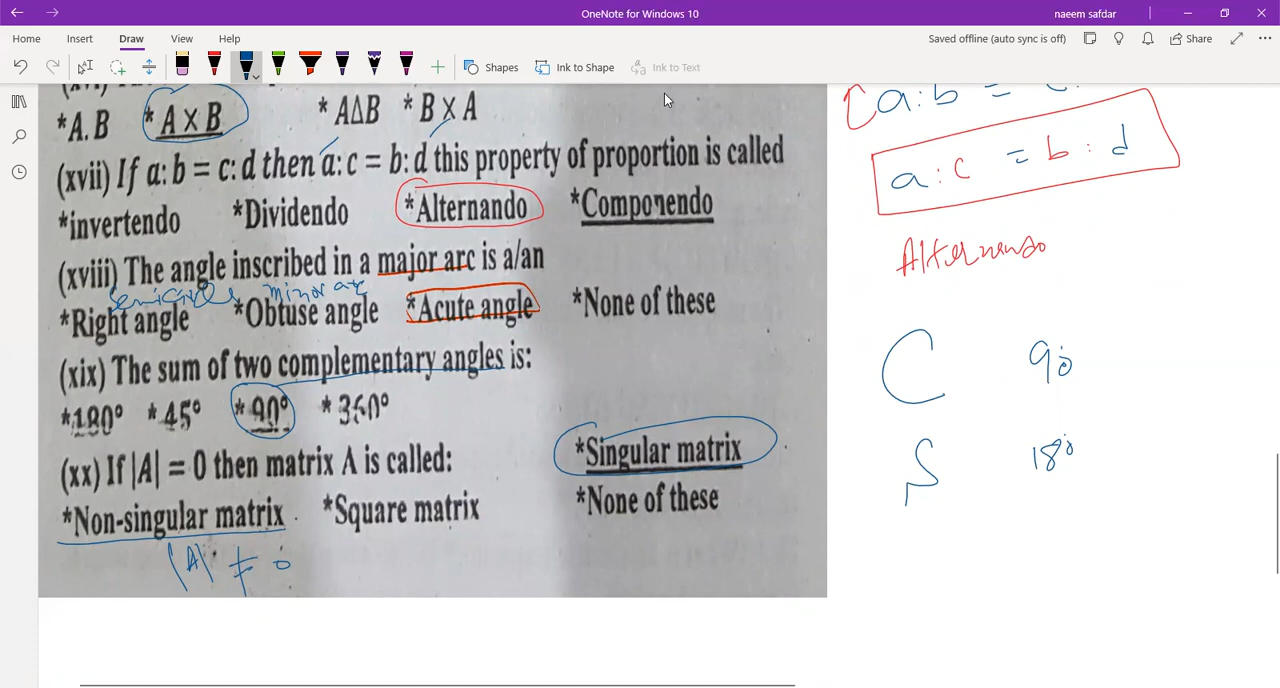 OneNote for Windows 10
naeem safdar
Home Insert Draw View Help
Saved offline (auto sync is off)
Share
Shapes
Ink to Shape
Ink to Text
*A.B *A × B *AΔB *B × A
(xvii) If a: b = c: d then a: c = b: d this property of proportion is called
*invertendo *Dividendo *Alternando *Componendo
(xviii) The angle inscribed in a major arc is a/an
Semicircle minor arc
*Right angle *Obtuse angle *Acute angle *None of these
(xix) The sum of two complementary angles is:
*180° *45° *90° *360°
(xx) If |A| = 0 then matrix A is called:
*Singular matrix
*Non-singular matrix *Square matrix *None of these
|A| ≠ 0
a:b =
a:c = b:d
Alternando
C 90
S 180